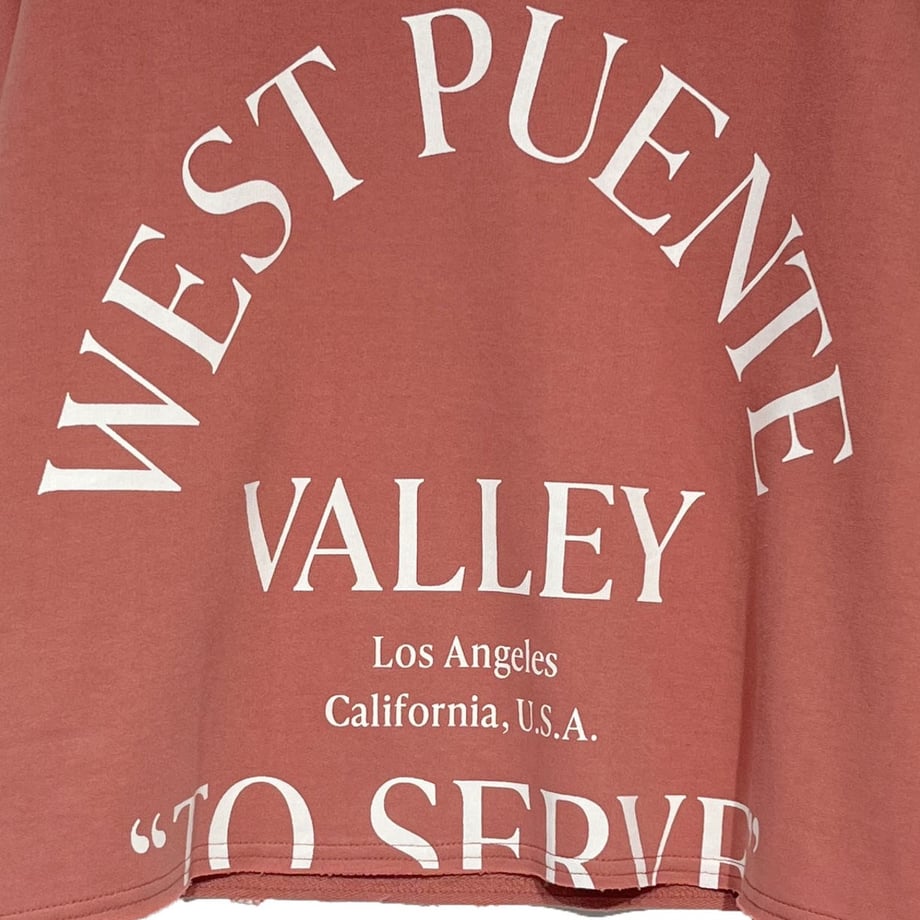 WEST PUENTE
VALLEY
Los Angeles
California, U.S.A.
“TO SERVE”